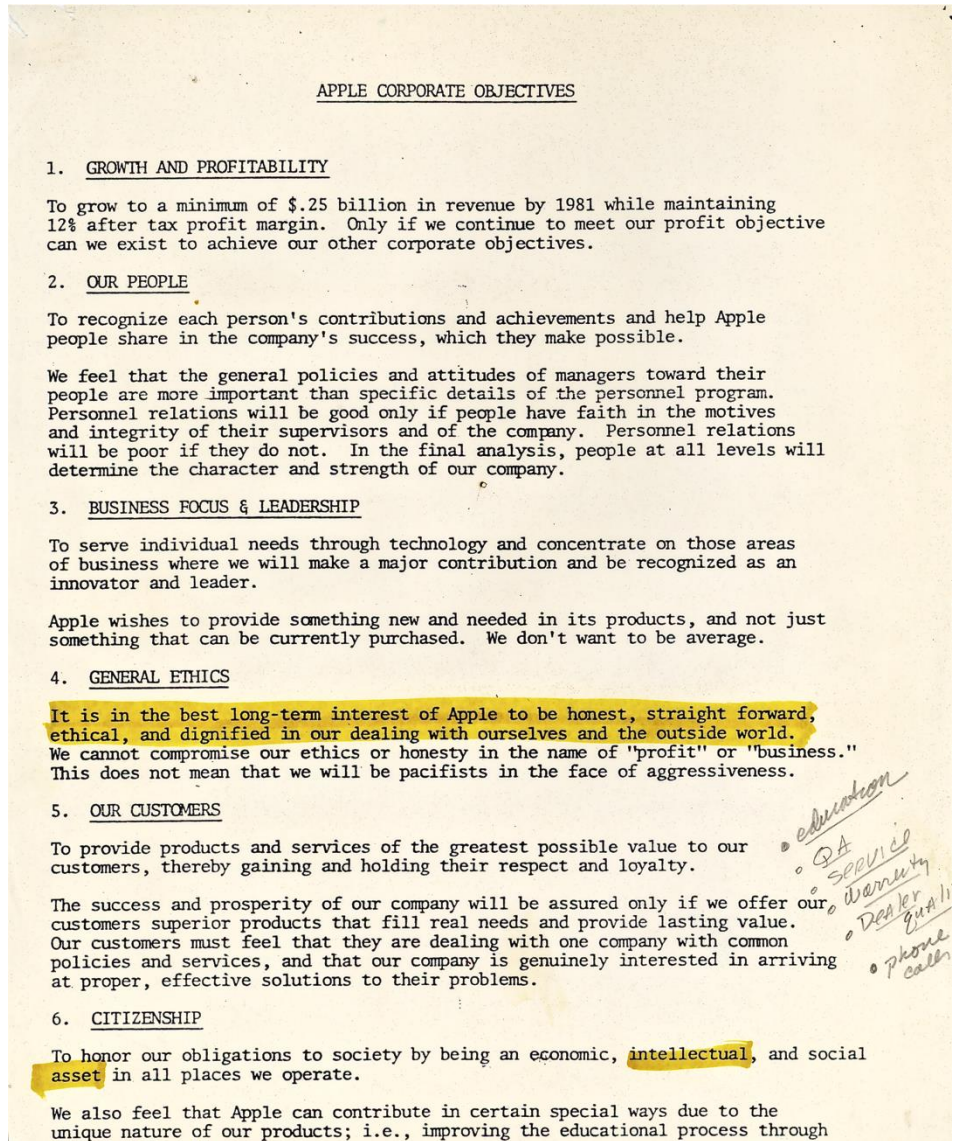 APPLE CORPORATE OBJECTIVES
1. GROWTH AND PROFITABILITY
To grow to a minimum of $.25 billion in revenue by 1981 while maintaining
12% after tax profit margin. Only if we continue to meet our profit objective
can we exist to achieve our other corporate objectives.
2. OUR PEOPLE
To recognize each person's contributions and achievements and help Apple
people share in the company's success, which they make possible.
We feel that the general policies and attitudes of managers toward their
people are more important than specific details of the personnel program.
Personnel relations will be good only if people have faith in the motives
and integrity of their supervisors and of the company. Personnel relations
will be poor if they do not. In the final analysis, people at all levels will
determine the character and strength of our company.
3. BUSINESS FOCUS & LEADERSHIP
To serve individual needs through technology and concentrate on those areas
of business where we will make a major contribution and be recognized as an
innovator and leader.
Apple wishes to provide something new and needed in its products, and not just
something that can be currently purchased. We don't want to be average.
4. GENERAL ETHICS
It is in the best long-term interest of Apple to be honest, straight forward,
ethical, and dignified in our dealing with ourselves and the outside world.
We cannot compromise our ethics or honesty in the name of "profit" or "business."
This does not mean that we will be pacifists in the face of aggressiveness.
5. OUR CUSTOMERS
To provide products and services of the greatest possible value to our
customers, thereby gaining and holding their respect and loyalty.
The success and prosperity of our company will be assured only if we offer our
customers superior products that fill real needs and provide lasting value.
Our customers must feel that they are dealing with one company with common
policies and services, and that our company is genuinely interested in arriving
at proper, effective solutions to their problems.
• education
• QA
• SERVICE
• Warrenty
• DEALER
quali
• phone
calls
6. CITIZENSHIP
To honor our obligations to society by being an economic, intellectual, and social
asset in all places we operate.
We also feel that Apple can contribute in certain special ways due to the
unique nature of our products; i.e., improving the educational process through